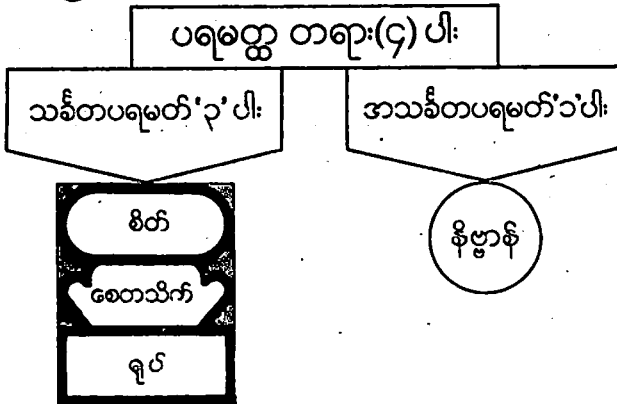 ပရမတ္ထ တရား(၄) ပါး
သင်္ခတပရမတ်'၃' ပါး
အသင်္ခတပရမတ်'၁'ပါး
စိတ်
စေတသိက်
ရုပ်
နိဗ္ဗာန်